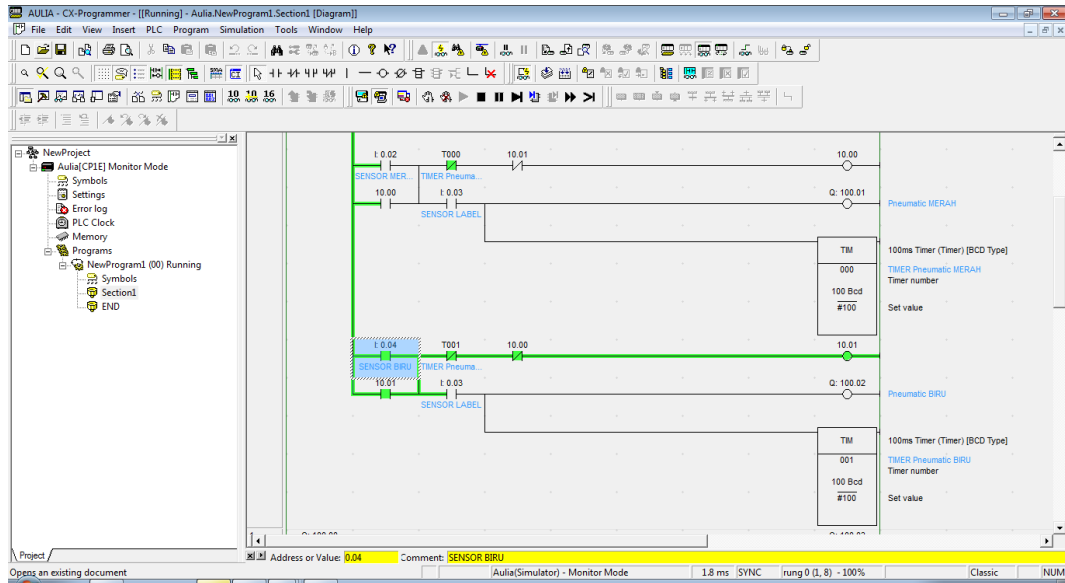 AULIA - CX-Programmer - [[Running] - Aulia.NewProgram1.Section1 [Diagram]]
File Edit View Insert PLC Program Simulation Tools Window Help
10 10 16
NewProject
Aulia[CP1E] Monitor Mode
Symbols
Settings
Error log
PLC Clock
Memory
Programs
NewProgram1 (00) Running
Symbols
Section1
END
Project
I: 0.02 T000 10.01 10.00
SENSOR MER... TIMER Pneuma...
10.00 I: 0.03 Q: 100.01
SENSOR LABEL Pneumatic MERAH
TIM 100ms Timer (Timer) [BCD Type]
000 TIMER Pneumatic MERAH
Timer number
100 Bcd
#100 Set value
I: 0.04 T001 10.00 10.01
SENSOR BIRU TIMER Pneuma...
10.01 I: 0.03 Q: 100.02
SENSOR LABEL Pneumatic BIRU
TIM 100ms Timer (Timer) [BCD Type]
001 TIMER Pneumatic BIRU
Timer number
100 Bcd
#100 Set value
Address or Value: 0.04 Comment: SENSOR BIRU
Opens an existing document Aulia(Simulator) - Monitor Mode 1.8 ms SYNC rung 0 (1, 8) - 100% Classic NUM